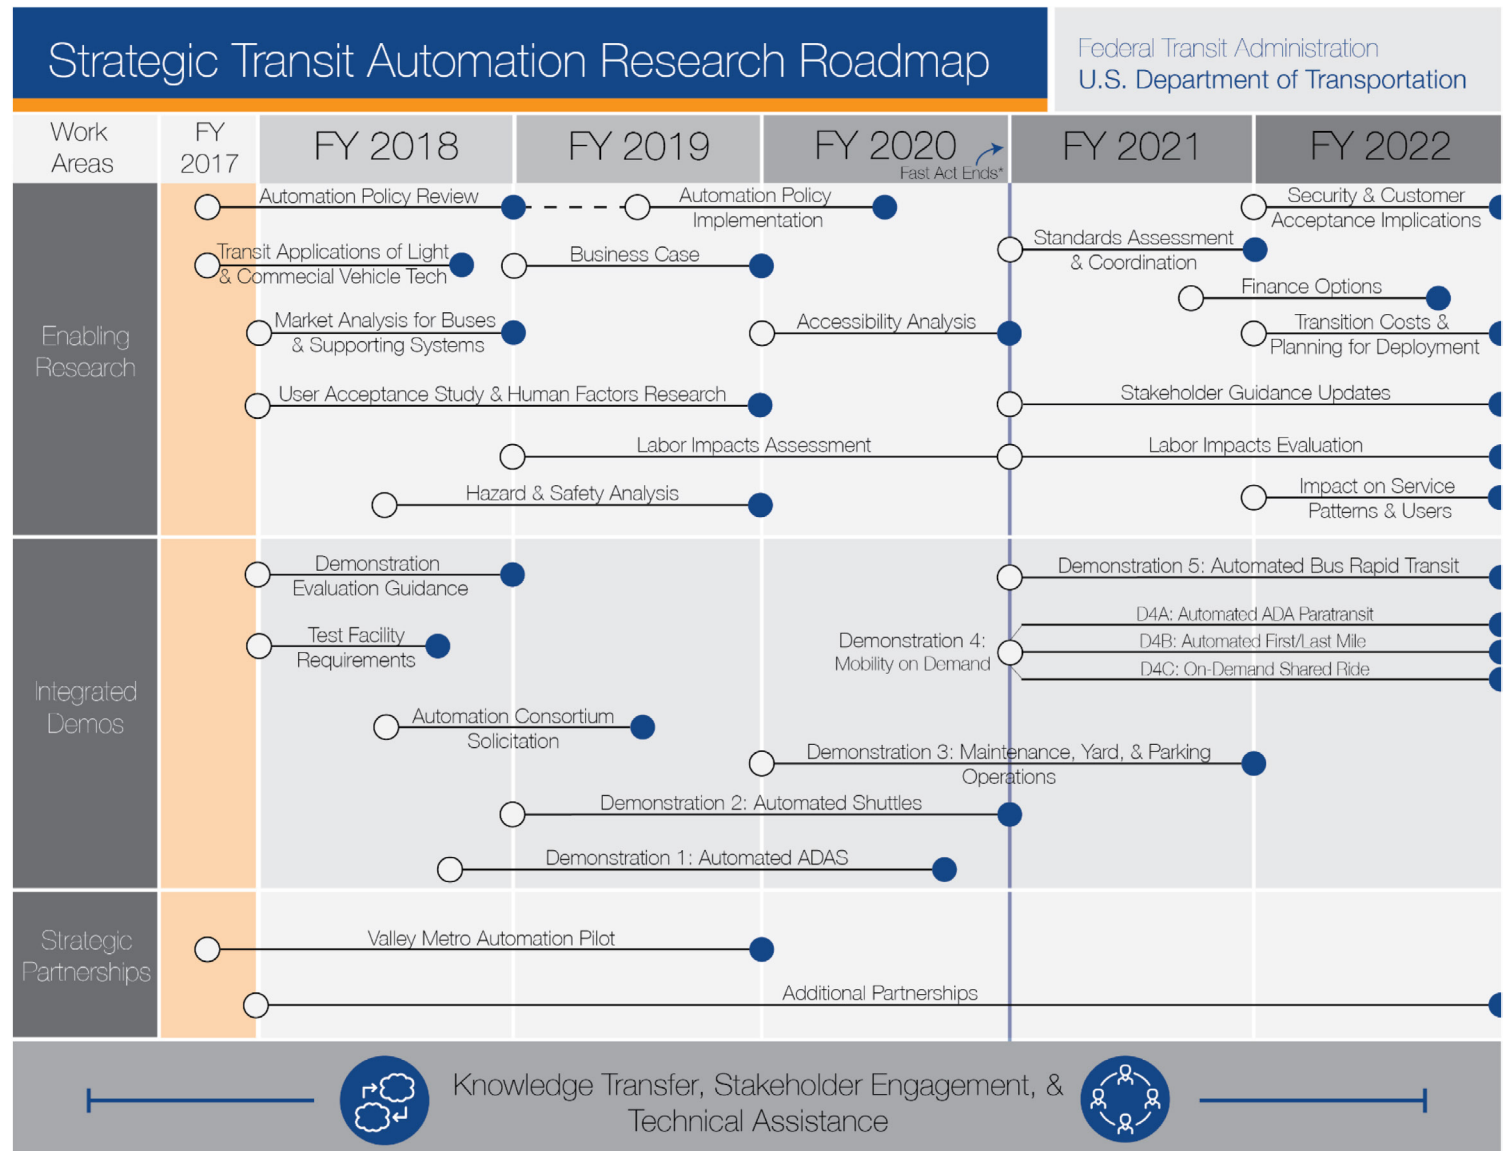 Strategic Transit Automation Research Roadmap
Federal Transit Administration
U.S. Department of Transportation
Work
Areas
FY
2017
FY 2018
FY 2019
FY 2020
Fast Act Ends*
FY 2021
FY 2022
Enabling
Research
Automation Policy Review
Automation Policy
Implementation
Security & Customer
Acceptance Implications
Transit Applications of Light
& Commecial Vehicle Tech
Business Case
Standards Assessment
& Coordination
Finance Options
Market Analysis for Buses
& Supporting Systems
Accessibility Analysis
Transition Costs &
Planning for Deployment
User Acceptance Study & Human Factors Research
Stakeholder Guidance Updates
Labor Impacts Assessment
Labor Impacts Evaluation
Hazard & Safety Analysis
Impact on Service
Patterns & Users
Integrated
Demos
Demonstration
Evaluation Guidance
Demonstration 5: Automated Bus Rapid Transit
Test Facility
Requirements
Demonstration 4:
Mobility on Demand
D4A: Automated ADA Paratransit
D4B: Automated First/Last Mile
D4C: On-Demand Shared Ride
Automation Consortium
Solicitation
Demonstration 3: Maintenance, Yard, & Parking
Operations
Demonstration 2: Automated Shuttles
Demonstration 1: Automated ADAS
Strategic
Partnerships
Valley Metro Automation Pilot
Additional Partnerships
Knowledge Transfer, Stakeholder Engagement, &
Technical Assistance